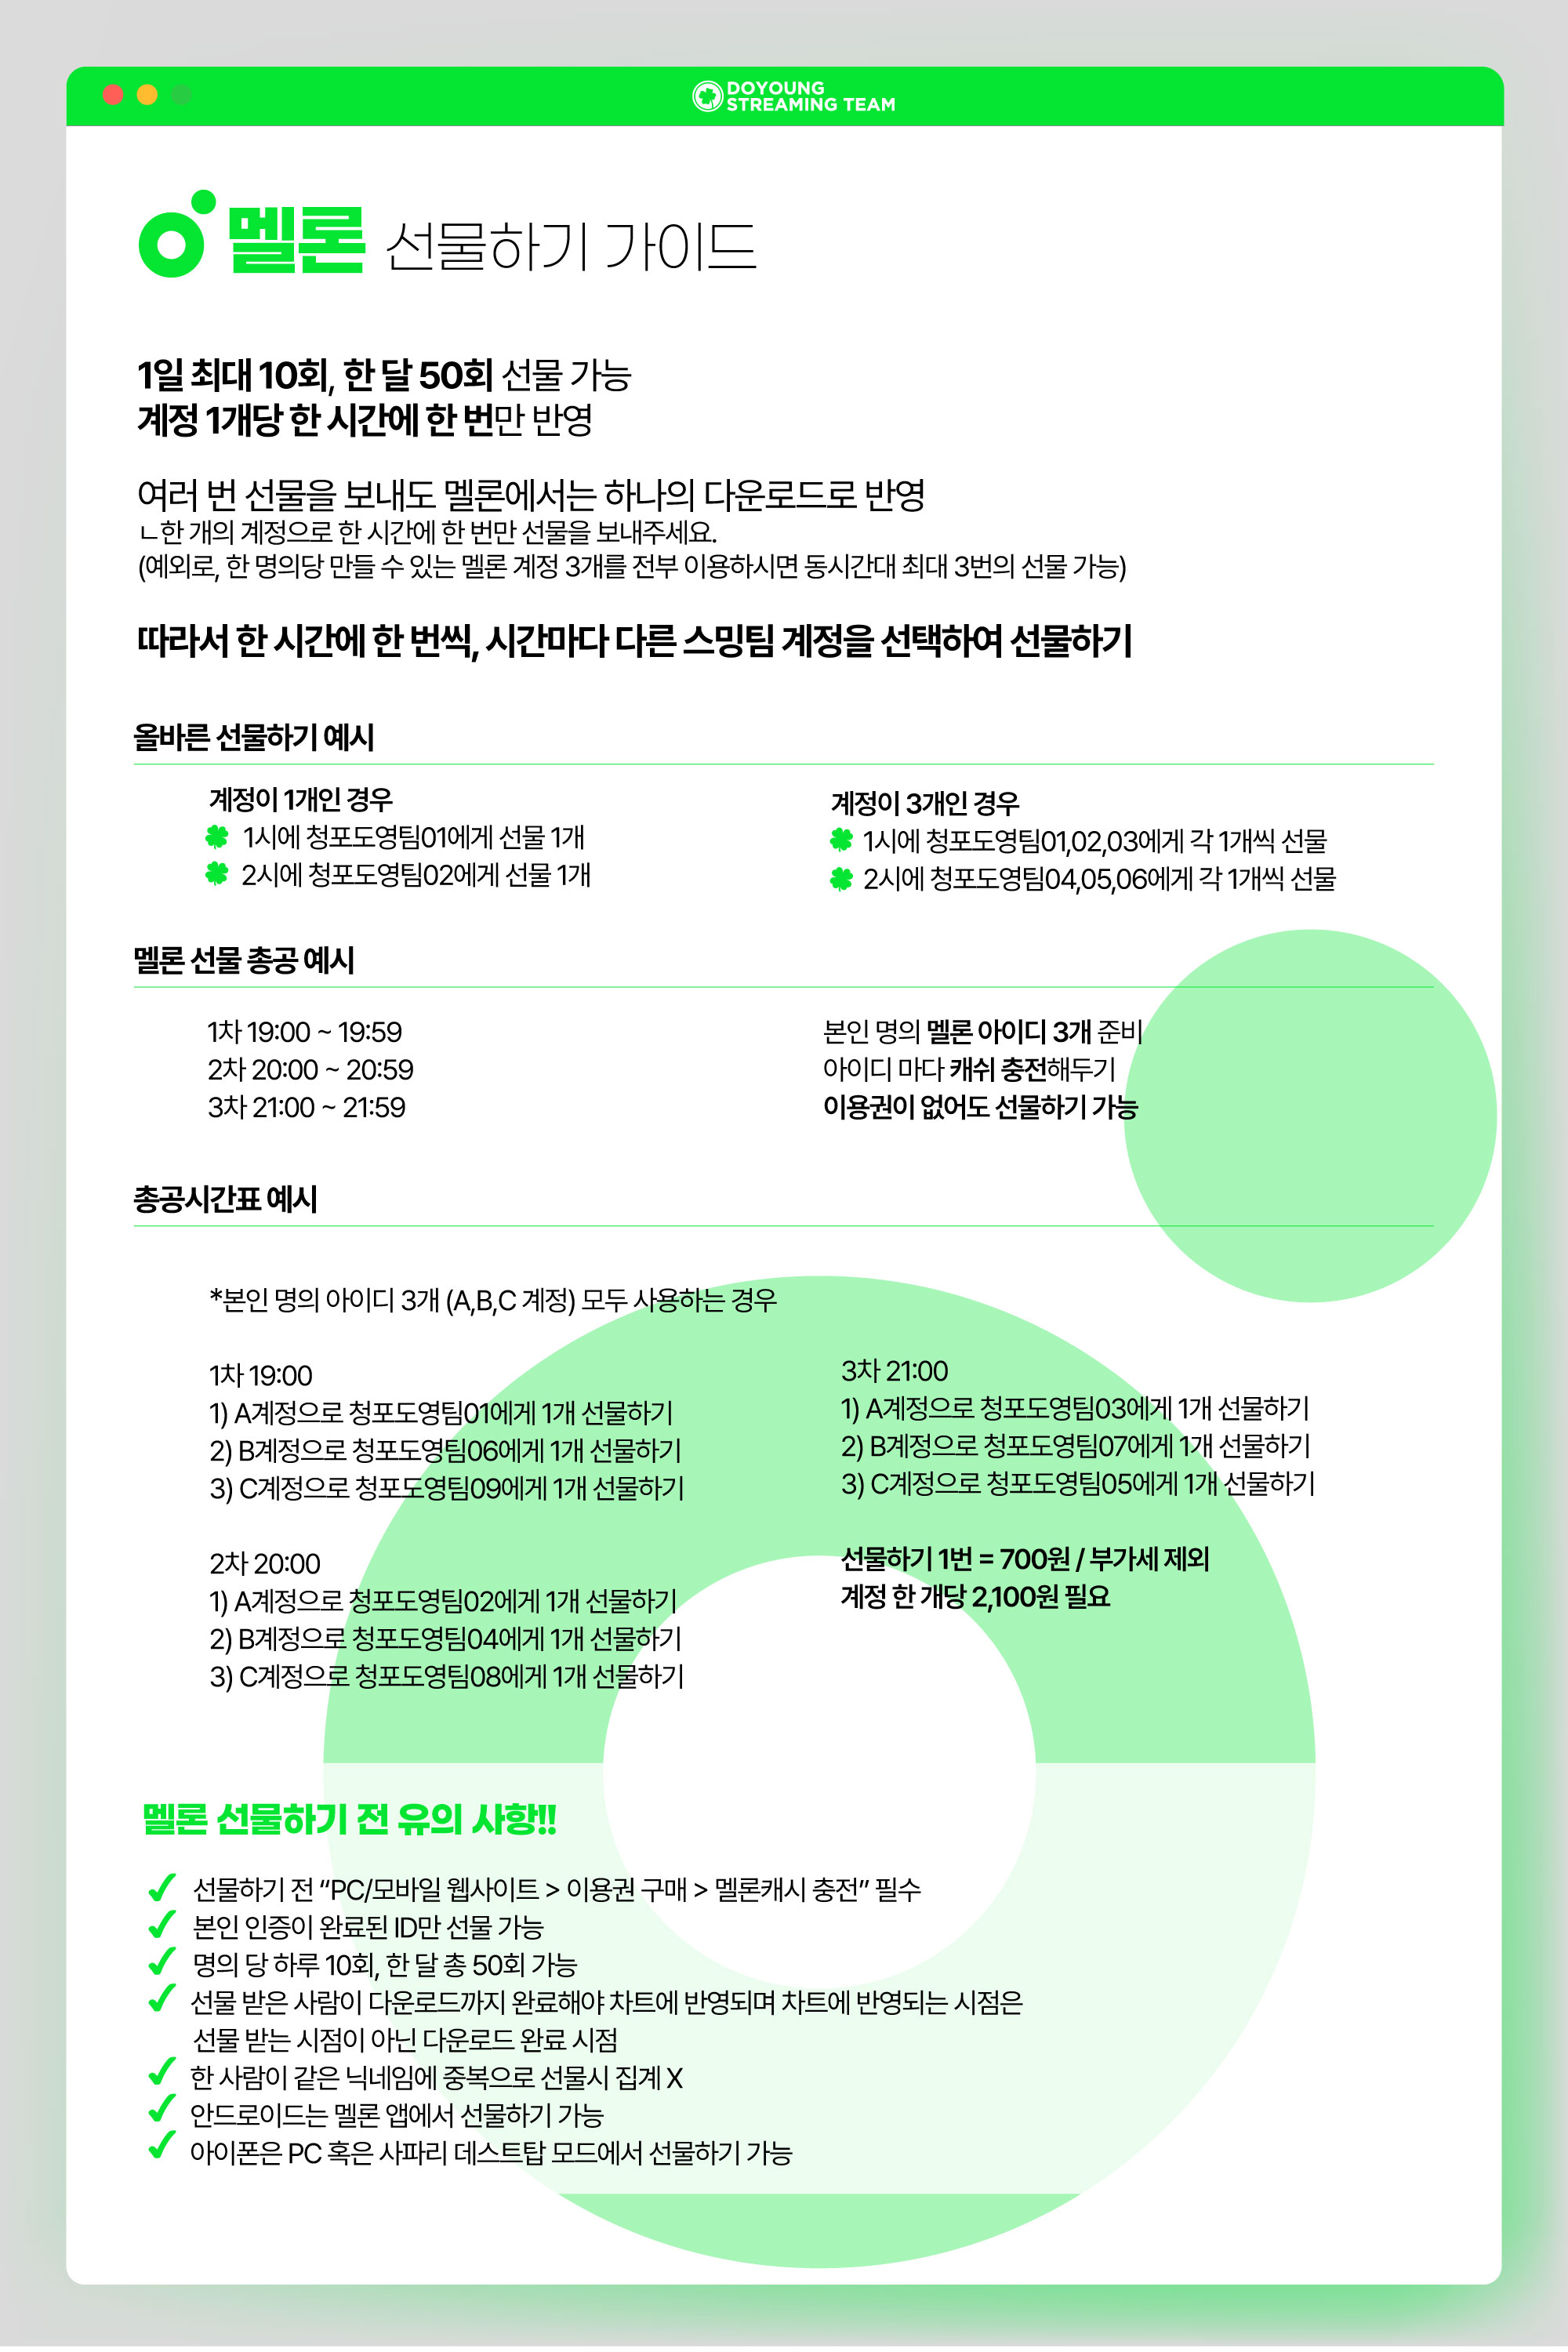 DOYOUNG
STREAMING TEAM
멜론 선물하기 가이드
1일 최대 10회, 한 달 50회 선물 가능
계정 1개당 한 시간에 한 번만 반영
여러 번 선물을 보내도 멜론에서는 하나의 다운로드로 반영
ㄴ한 개의 계정으로 한 시간에 한 번만 선물을 보내주세요.
(예외로, 한 명의당 만들 수 있는 멜론 계정 3개를 전부 이용하시면 동시간대 최대 3번의 선물 가능)
따라서 한 시간에 한 번씩, 시간마다 다른 스밍팀 계정을 선택하여 선물하기
올바른 선물하기 예시
계정이 1개인 경우
1시에 청포도영팀01에게 선물 1개
2시에 청포도영팀02에게 선물 1개
계정이 3개인 경우
1시에 청포도영팀01,02,03에게 각 1개씩 선물
2시에 청포도영팀04,05,06에게 각 1개씩 선물
멜론 선물 총공 예시
1차 19:00 ~ 19:59
2차 20:00 ~ 20:59
3차 21:00 ~ 21:59
본인 명의 멜론 아이디 3개 준비
아이디 마다 캐쉬 충전해두기
이용권이 없어도 선물하기 가능
총공시간표 예시
*본인 명의 아이디 3개 (A,B,C 계정) 모두 사용하는 경우
1차 19:00
1) A계정으로 청포도영팀01에게 1개 선물하기
2) B계정으로 청포도영팀06에게 1개 선물하기
3) C계정으로 청포도영팀09에게 1개 선물하기
2차 20:00
1) A계정으로 청포도영팀02에게 1개 선물하기
2) B계정으로 청포도영팀04에게 1개 선물하기
3) C계정으로 청포도영팀08에게 1개 선물하기
3차 21:00
1) A계정으로 청포도영팀03에게 1개 선물하기
2) B계정으로 청포도영팀07에게 1개 선물하기
3) C계정으로 청포도영팀05에게 1개 선물하기
선물하기 1번 = 700원 / 부가세 제외
계정 한 개당 2,100원 필요
멜론 선물하기 전 유의 사항!!
선물하기 전 “PC/모바일 웹사이트 > 이용권 구매 > 멜론캐시 충전” 필수
본인 인증이 완료된 ID만 선물 가능
명의 당 하루 10회, 한 달 총 50회 가능
선물 받은 사람이 다운로드까지 완료해야 차트에 반영되며 차트에 반영되는 시점은
선물 받는 시점이 아닌 다운로드 완료 시점
한 사람이 같은 닉네임에 중복으로 선물시 집계 X
안드로이드는 멜론 앱에서 선물하기 가능
아이폰은 PC 혹은 사파리 데스트탑 모드에서 선물하기 가능